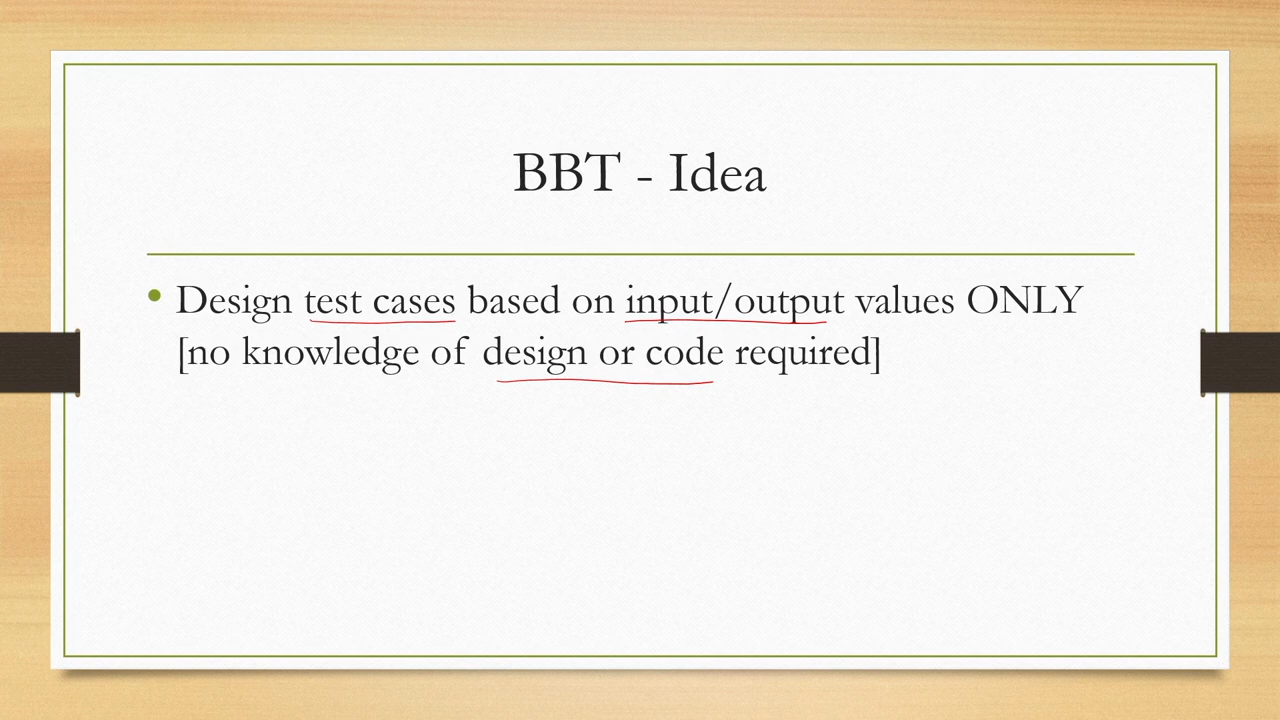 BBT - Idea
Design test cases based on input/output values ONLY
[no knowledge of design or code required]